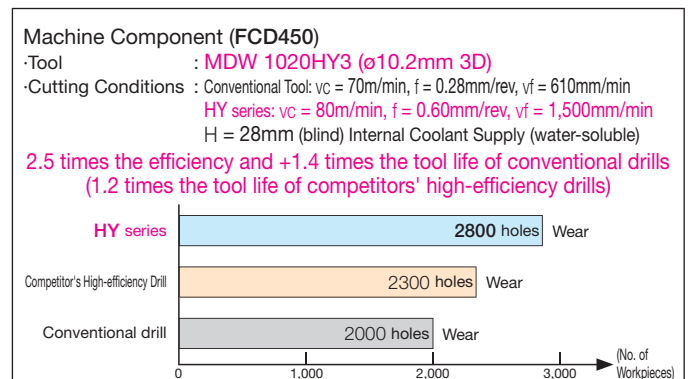 Machine Component (FCD450)
·Tool : MDW 1020HY3 (ø10.2mm 3D)
·Cutting Conditions : Conventional Tool: vc = 70m/min, f = 0.28mm/rev, vf = 610mm/min
HY series: vc = 80m/min, f = 0.60mm/rev, vf = 1,500mm/min
H = 28mm (blind) Internal Coolant Supply (water-soluble)
2.5 times the efficiency and +1.4 times the tool life of conventional drills
(1.2 times the tool life of competitors' high-efficiency drills)
HY series 2800 holes Wear
Competitor's High-efficiency Drill 2300 holes Wear
Conventional drill 2000 holes Wear
0 1,000 2,000 3,000 (No. of
Workpieces)